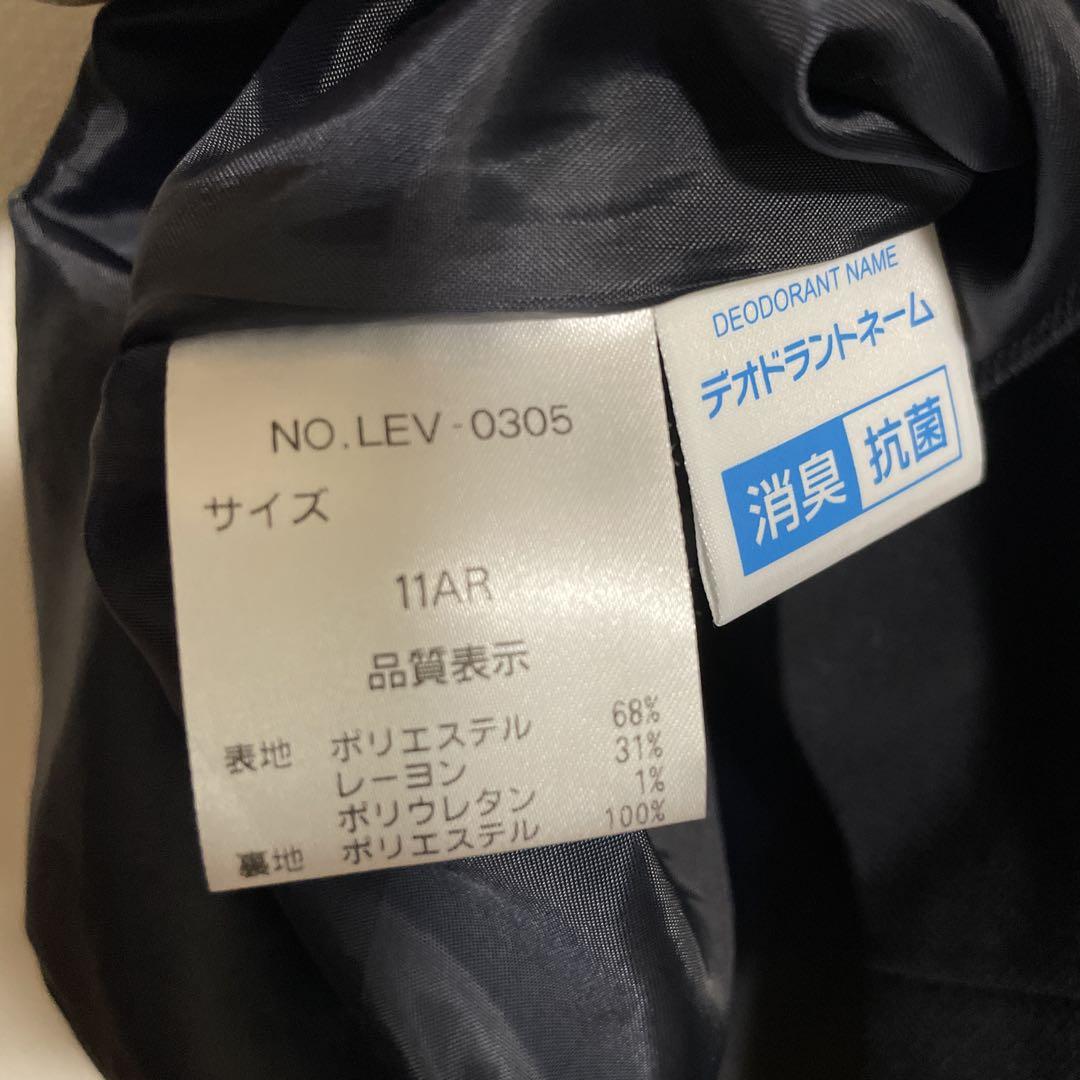 NO.LEV-0305
サイズ
11AR
品質表示
表地 ポリエステル 68%
レーヨン 31%
ポリウレタン 1%
裏地 ポリエステル 100%
DEODORANT NAME
デオドラントネーム
消臭 抗菌